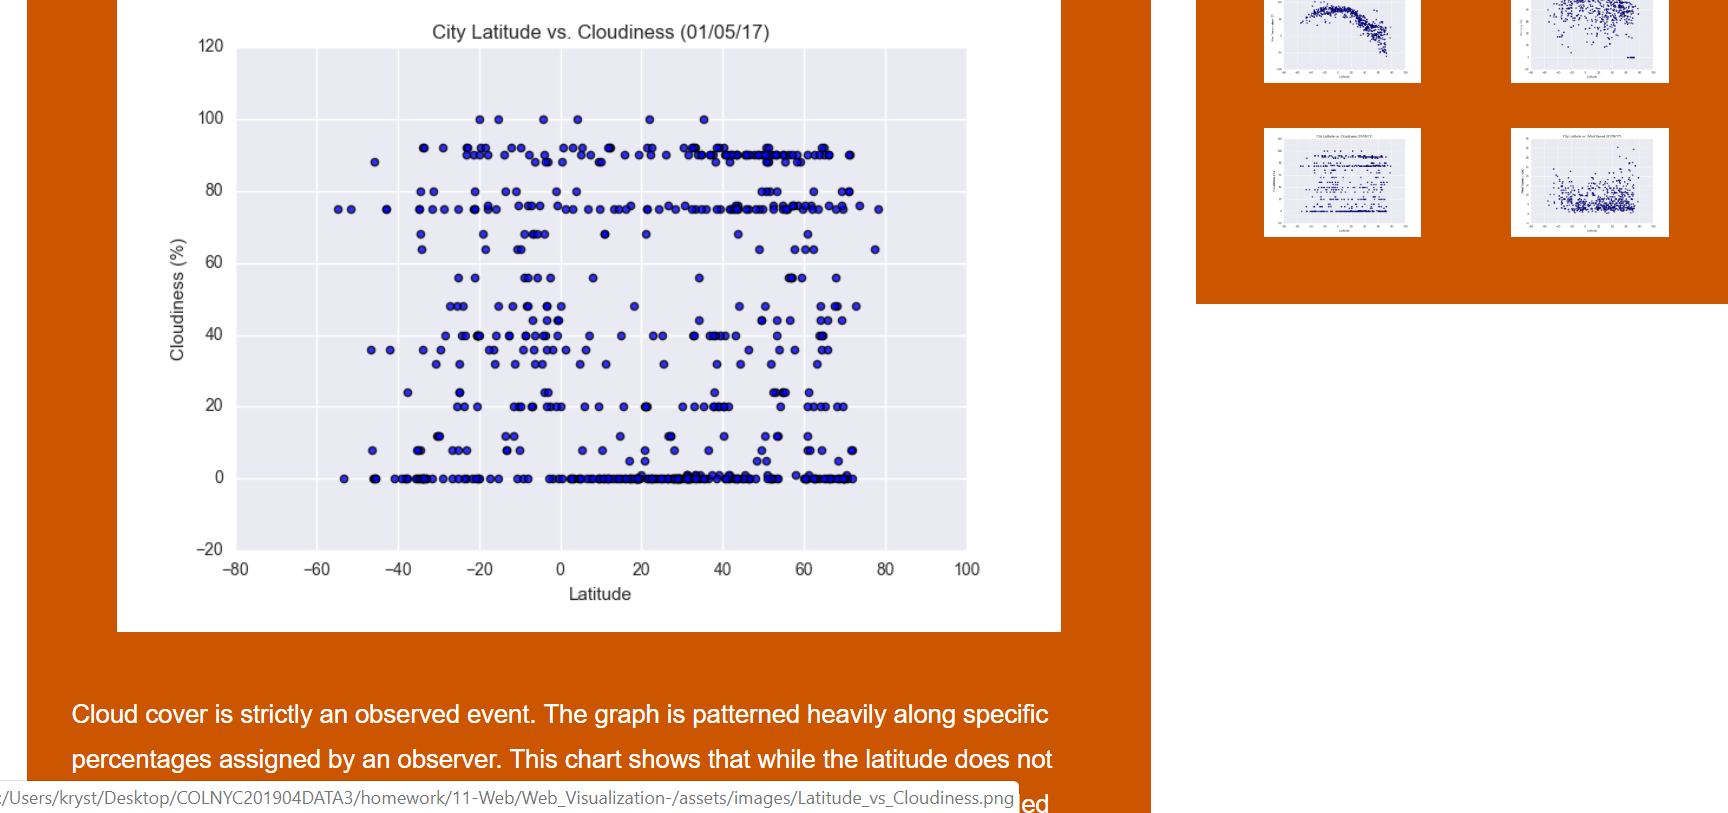 City Latitude vs. Cloudiness (01/05/17)
120
100
80
60
40
20
0
−20
Cloudiness (%)
−80 −60 −40 −20 0 20 40 60 80 100
Latitude
Cloud cover is strictly an observed event. The graph is patterned heavily along specific
percentages assigned by an observer. This chart shows that while the latitude does not
ed
:/Users/kryst/Desktop/COLNYC201904DATA3/homework/11-Web/Web_Visualization-/assets/images/Latitude_vs_Cloudiness.png